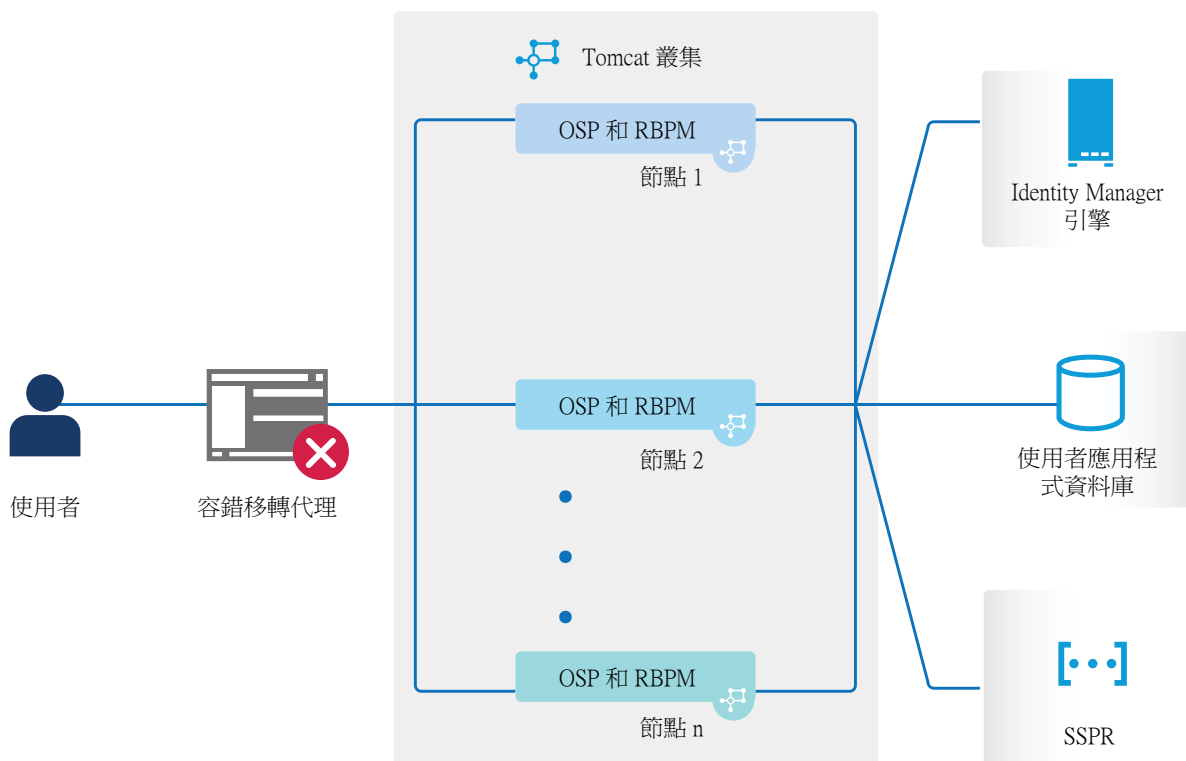 Tomcat 叢集
OSP 和 RBPM
節點 1
Identity Manager
引擎
OSP 和 RBPM
節點 2
使用者
容錯移轉代理
使用者應用程
式資料庫
OSP 和 RBPM
節點 n
SSPR